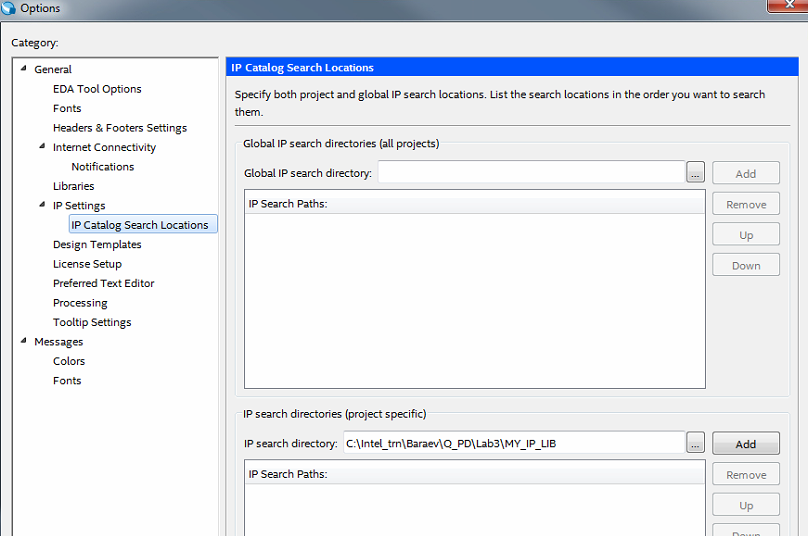 Options
Category:
General
EDA Tool Options
Fonts
Headers & Footers Settings
Internet Connectivity
Notifications
Libraries
IP Settings
IP Catalog Search Locations
Design Templates
License Setup
Preferred Text Editor
Processing
Tooltip Settings
Messages
Colors
Fonts
IP Catalog Search Locations
Specify both project and global IP search locations. List the search locations in the order you want to search
them.
Global IP search directories (all projects)
Global IP search directory: ... Add
IP Search Paths:
Remove
Up
Down
IP search directories (project specific)
IP search directory: C:\Intel_trn\Baraev\Q_PD\Lab3\MY_IP_LIB ... Add
IP Search Paths:
Remove
Up
Down